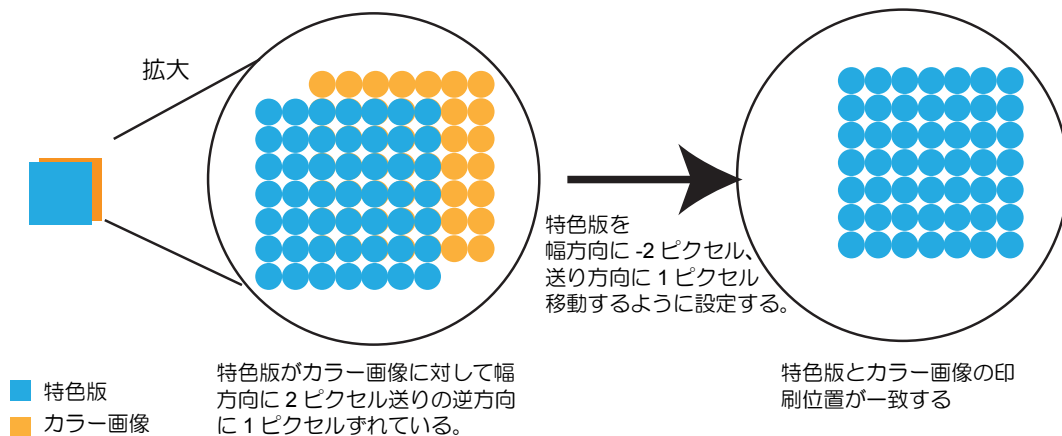 拡大
特色版を
幅方向に -2 ピクセル、
送り方向に 1 ピクセル
移動するように設定する。
特色版
カラー画像
特色版がカラー画像に対して幅
方向に 2 ピクセル送りの逆方向
に 1 ピクセルずれている。
特色版とカラー画像の印
刷位置が一致する